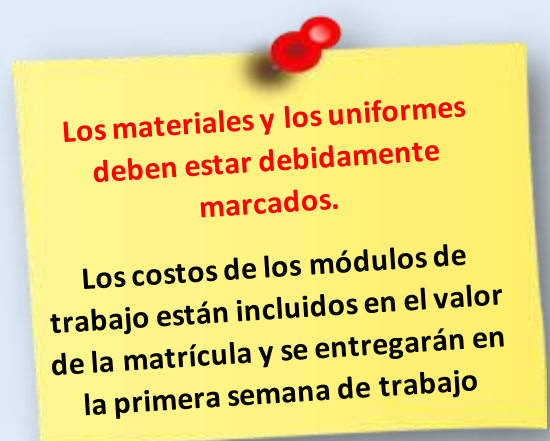 Los materiales y los uniformes
deben estar debidamente
marcados.
Los costos de los módulos de
trabajo están incluidos en el valor
de la matrícula y se entregarán en
la primera semana de trabajo